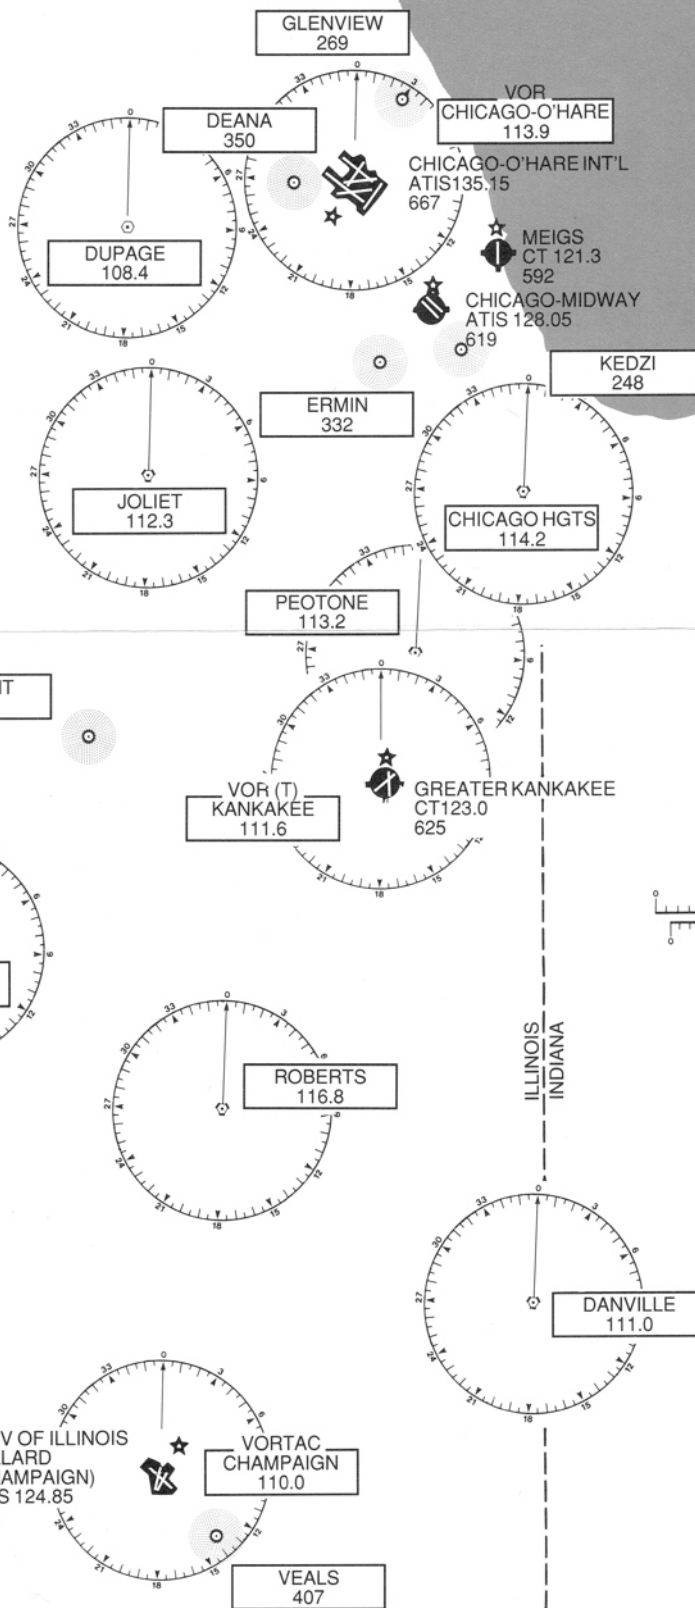 GLENVIEW
269
VOR
CHICAGO-O'HARE
113.9
DEANA
350
CHICAGO-O'HARE INT'L
ATIS135.15
667
DUPAGE
108.4
MEIGS
CT 121.3
592
CHICAGO-MIDWAY
ATIS 128.05
619
KEDZI
248
ERMIN
332
JOLIET
112.3
CHICAGO HGTS
114.2
PEOTONE
113.2
IT
VOR (T)
KANKAKEE
111.6
GREATER KANKAKEE
CT123.0
625
ILLINOIS
INDIANA
ROBERTS
116.8
DANVILLE
111.0
V OF ILLINOIS
LARD
AMPAIGN)
S 124.85
VORTAC
CHAMPAIGN
110.0
VEALS
407